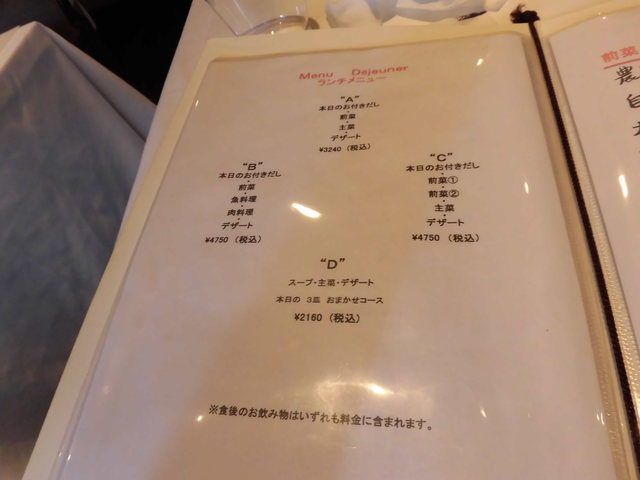 Menu Dejeuner
ランチメニュー
"A"
本日のお付きだし
・
前菜
・
主菜
・
デザート
¥3240 (税込)
"B"
本日のお付きだし
・
前菜
・
魚料理
・
肉料理
・
デザート
¥4750 (税込)
"C"
本日のお付きだし
・
前菜①
・
前菜②
・
主菜
・
デザート
¥4750 (税込)
"D"
スープ・主菜・デザート
本日の 3皿 おまかせコース
¥2160 (税込)
※食後のお飲み物はいずれも料金に含まれます。
前菜
農
自